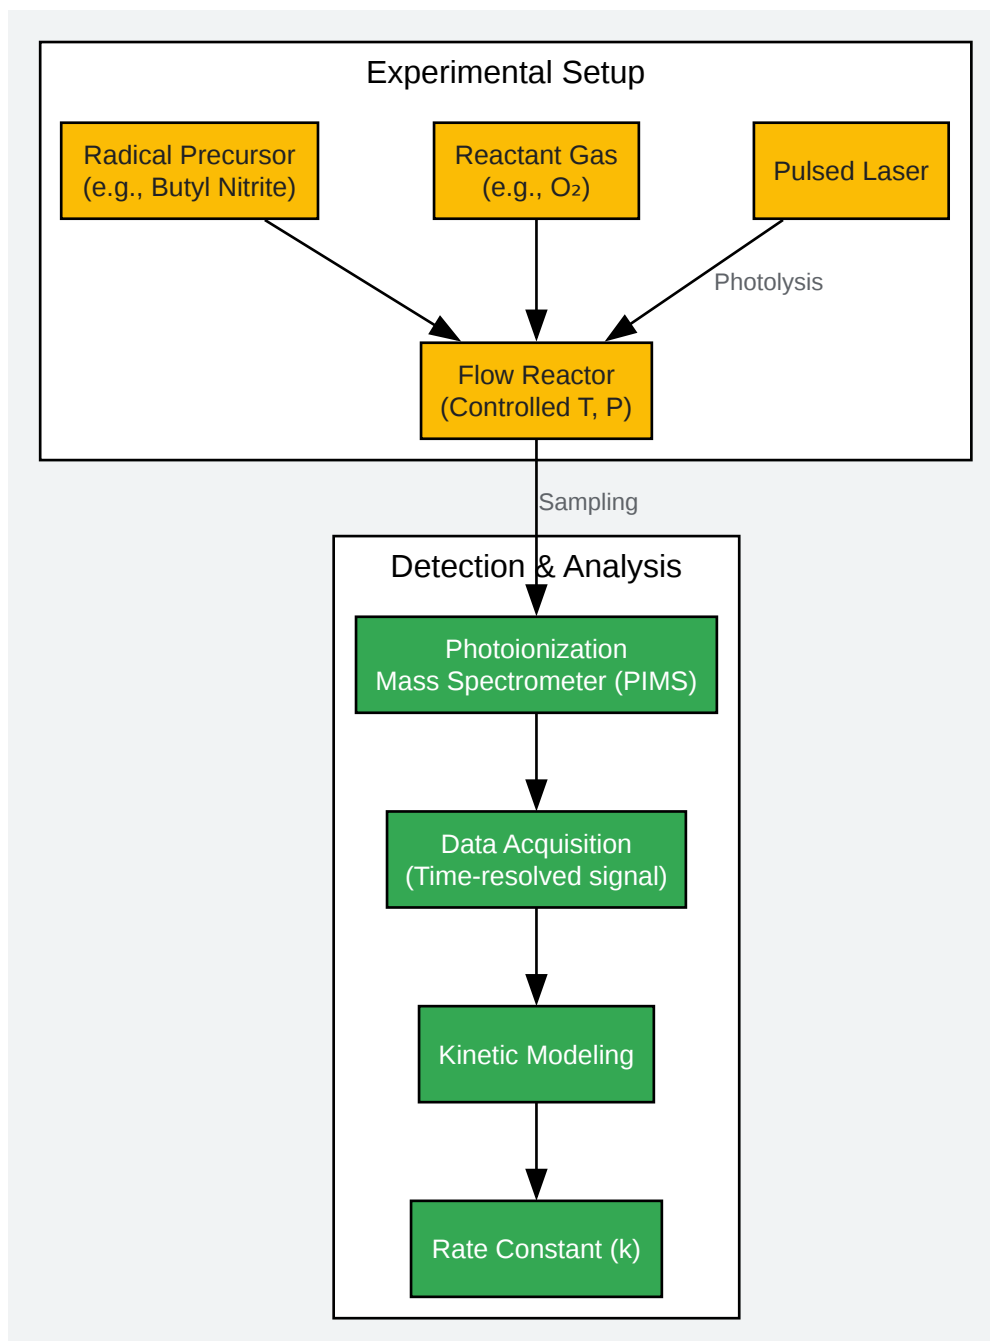 Experimental Setup
Radical Precursor
(e.g., Butyl Nitrite)
Reactant Gas
(e.g., O₂)
Pulsed Laser
Photolysis
Flow Reactor
(Controlled T, P)
Sampling
Detection & Analysis
Photoionization
Mass Spectrometer (PIMS)
Data Acquisition
(Time-resolved signal)
Kinetic Modeling
Rate Constant (k)